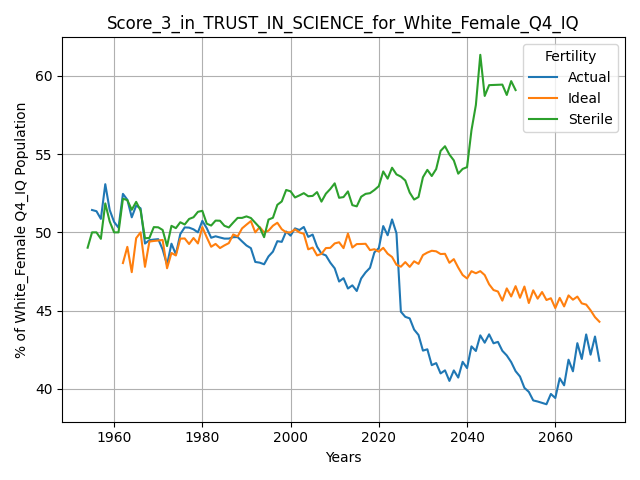 Score_3_in_TRUST_IN_SCIENCE_for_White_Female_Q4_IQ
Fertility
Actual
Ideal
Sterile
% of White_Female Q4_IQ Population
60
55
50
45
40
1960
1980
2000
2020
2040
2060
Years